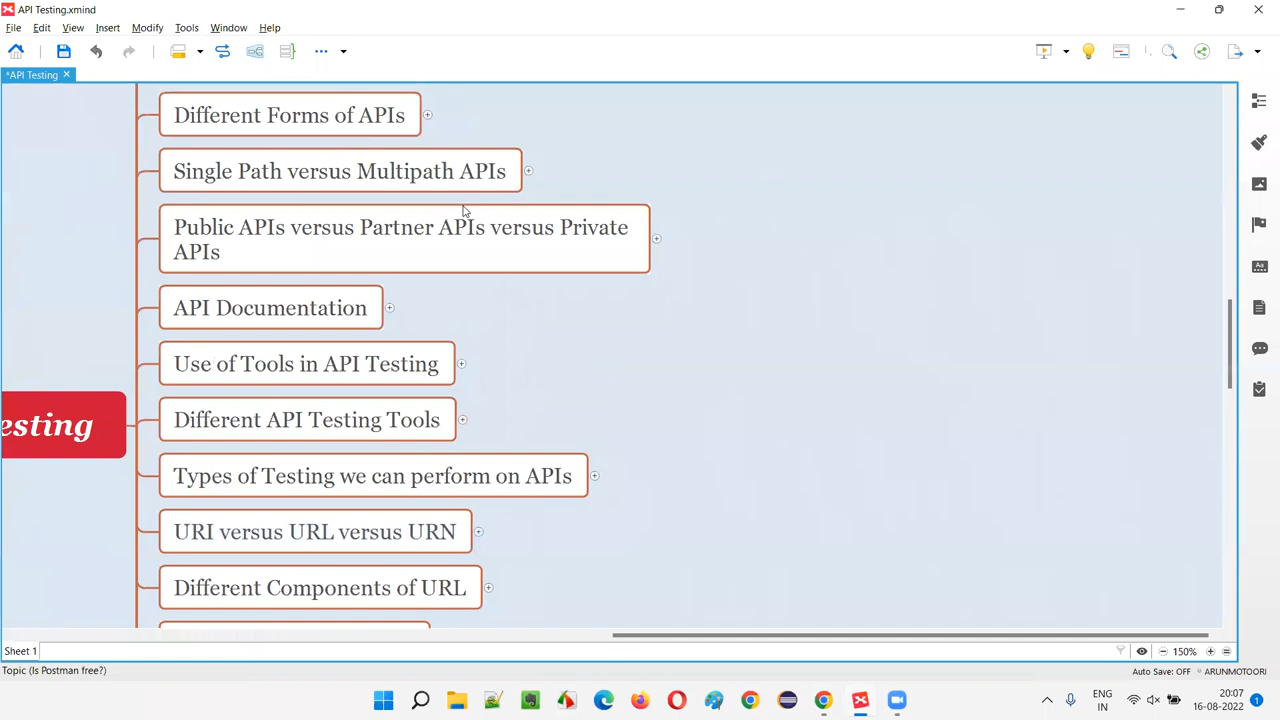 API Testing.xmind
File Edit View Insert Modify Tools Window Help
*API Testing
Different Forms of APIs
Single Path versus Multipath APIs
Public APIs versus Partner APIs versus Private
APIs
API Documentation
Use of Tools in API Testing
esting
Different API Testing Tools
Types of Testing we can perform on APIs
URI versus URL versus URN
Different Components of URL
Sheet 1
150%
Topic (Is Postman free?)
Auto Save: OFF
ARUNMOTOORI
ENG
IN
20:07
16-08-2022
1